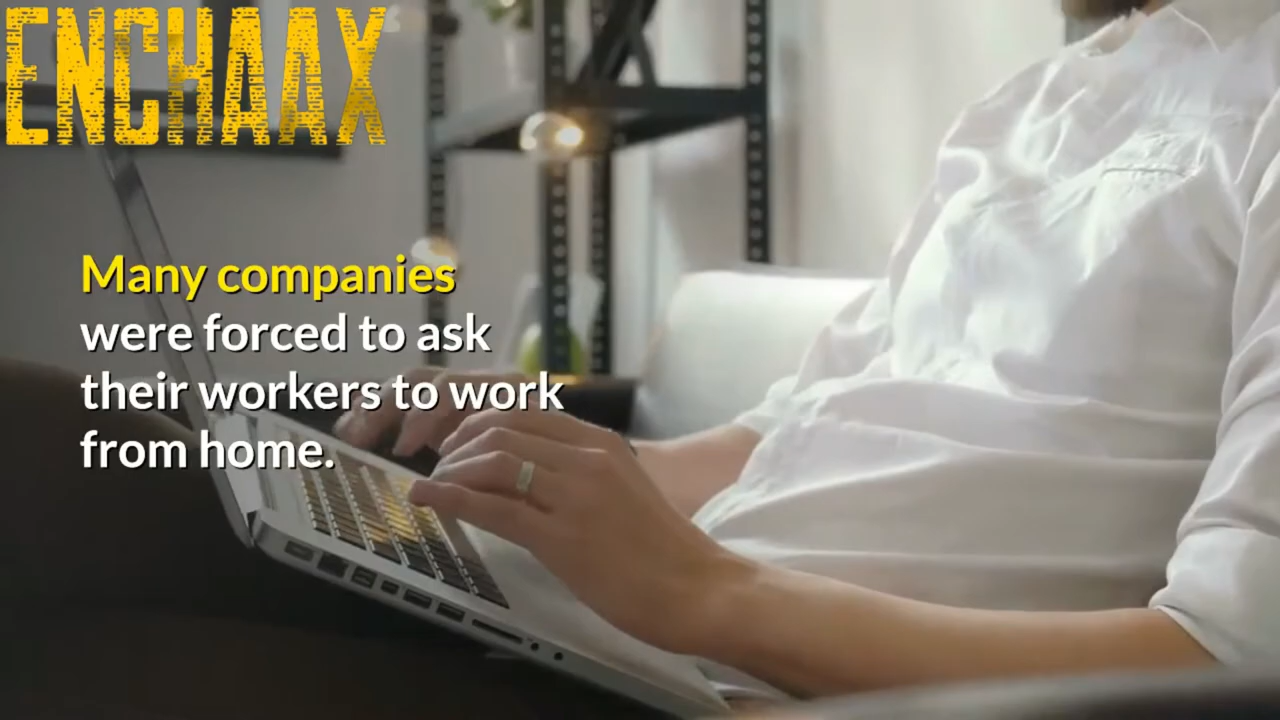 ENCHAAX
Many companies
were forced to ask
their workers to work
from home.